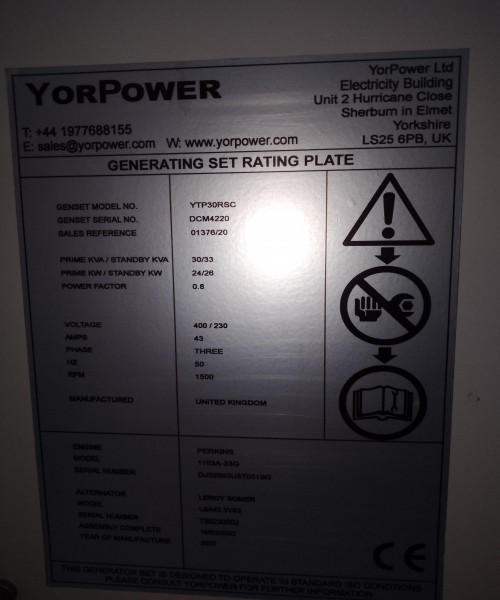 YORPOWER
YorPower Ltd
Electricity Building
Unit 2 Hurricane Close
Sherburn in Elmet
Yorkshire
LS25 6PB, UK
T: +44 1977688155
E: sales@yorpower.com W: www.yorpower.com
GENERATING SET RATING PLATE
GENSET MODEL NO. YTP30RSC
GENSET SERIAL NO. DCM4220
SALES REFERENCE 01376/20
PRIME KVA / STANDBY KVA 30/33
PRIME KW / STANDBY KW 24/26
POWER FACTOR 0.8
VOLTAGE 400 / 230
AMPS 43
PHASE THREE
HZ 50
RPM 1500
MANUFACTURED UNITED KINGDOM
ENGINE PERKINS
MODEL 1103A-33G
SERIAL NUMBER
ALTERNATOR LEROY SOMER
MODEL
SERIAL NUMBER
ASSEMBLY COMPLETE
YEAR OF MANUFACTURE
CE
THIS GENERATOR SET IS DESIGNED TO OPERATE IN STANDARD ISO CONDITIONS
PLEASE CONSULT YORPOWER FOR FURTHER INFORMATION